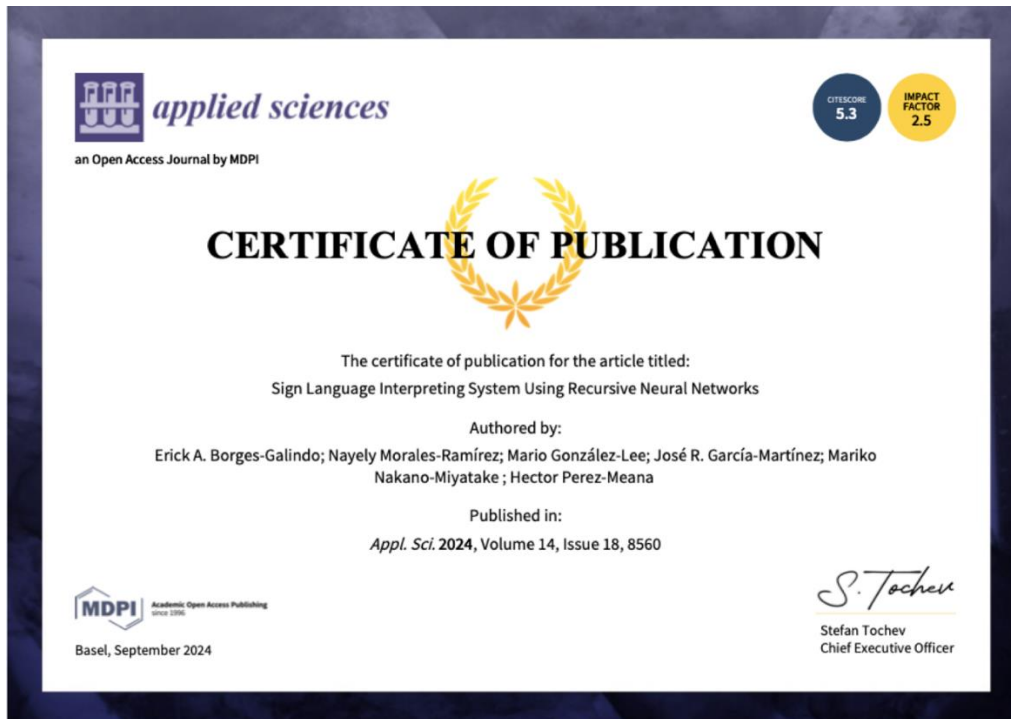 applied sciences
an Open Access Journal by MDPI
CITESCORE
5.3
IMPACT
FACTOR
2.5
CERTIFICATE OF PUBLICATION
The certificate of publication for the article titled:
Sign Language Interpreting System Using Recursive Neural Networks
Authored by:
Erick A. Borges-Galindo; Nayely Morales-Ramírez; Mario González-Lee; José R. García-Martínez; Mariko
Nakano-Miyatake ; Hector Perez-Meana
Published in:
Appl. Sci. 2024, Volume 14, Issue 18, 8560
MDPI
Academic Open Access Publishing
since 1996
Basel, September 2024
S. Tochev
Stefan Tochev
Chief Executive Officer